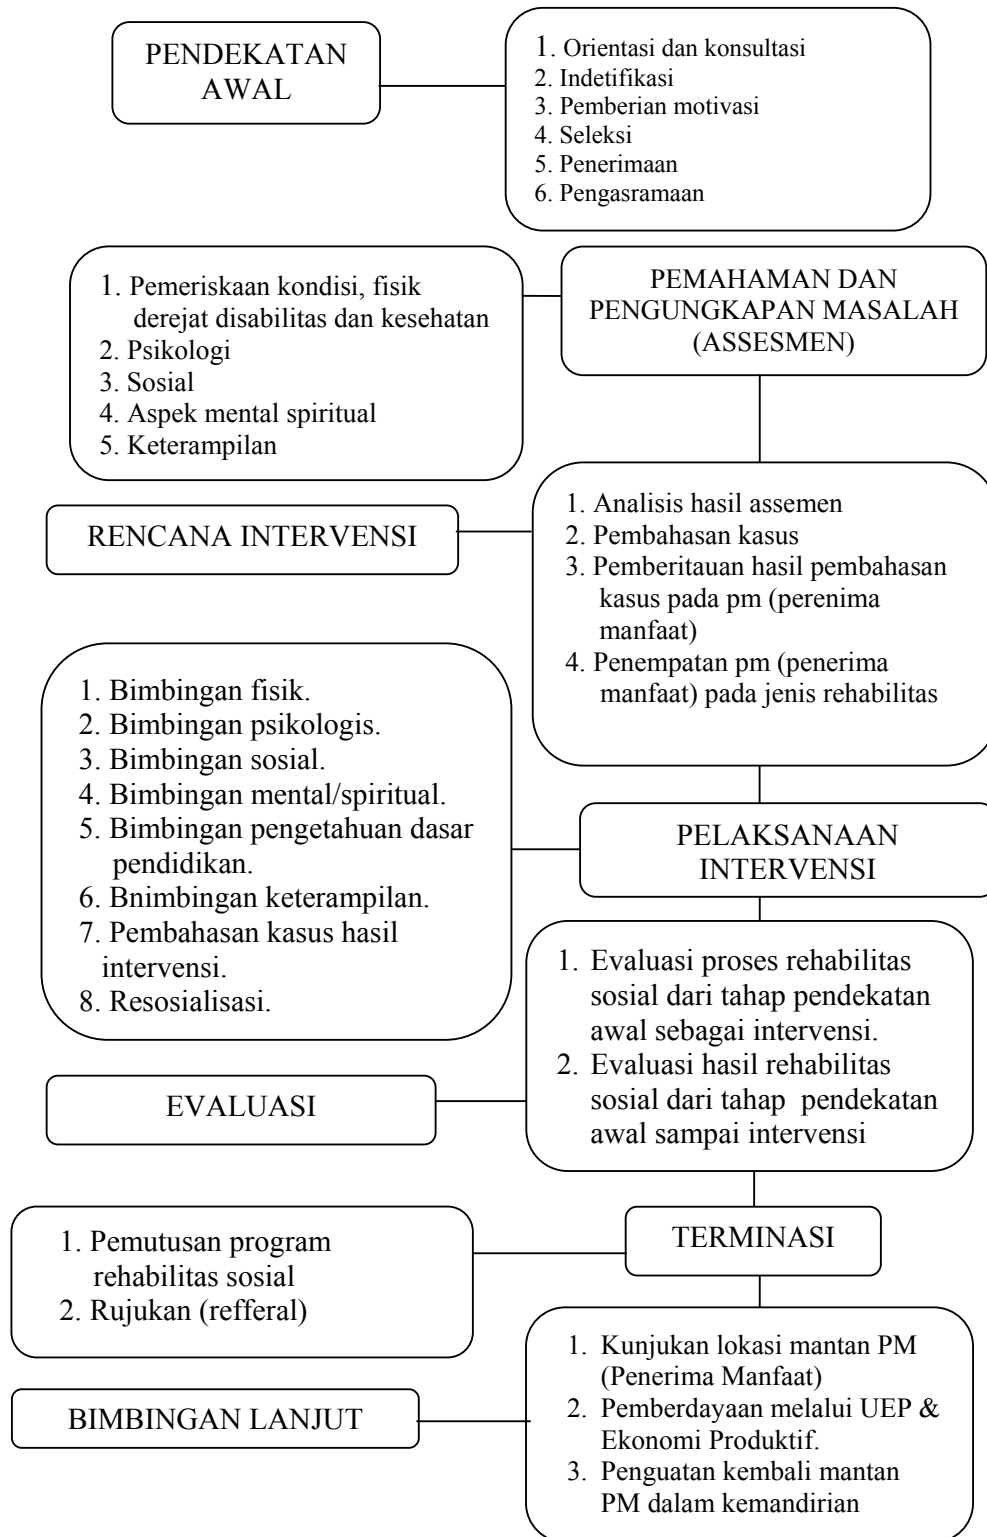 PENDEKATAN
AWAL
1. Orientasi dan konsultasi
2. Indetifikasi
3. Pemberian motivasi
4. Seleksi
5. Penerimaan
6. Pengasramaan
PEMAHAMAN DAN
PENGUNGKAPAN MASALAH
(ASSESMEN)
1. Pemeriskaan kondisi, fisik
derejat disabilitas dan kesehatan
2. Psikologi
3. Sosial
4. Aspek mental spiritual
5. Keterampilan
RENCANA INTERVENSI
1. Analisis hasil assemen
2. Pembahasan kasus
3. Pemberitauan hasil pembahasan
kasus pada pm (perenima
manfaat)
4. Penempatan pm (penerima
manfaat) pada jenis rehabilitas
PELAKSANAAN
INTERVENSI
1. Bimbingan fisik.
2. Bimbingan psikologis.
3. Bimbingan sosial.
4. Bimbingan mental/spiritual.
5. Bimbingan pengetahuan dasar
pendidikan.
6. Bnimbingan keterampilan.
7. Pembahasan kasus hasil
intervensi.
8. Resosialisasi.
EVALUASI
1. Evaluasi proses rehabilitas
sosial dari tahap pendekatan
awal sebagai intervensi.
2. Evaluasi hasil rehabilitas
sosial dari tahap pendekatan
awal sampai intervensi
TERMINASI
1. Pemutusan program
rehabilitas sosial
2. Rujukan (refferal)
BIMBINGAN LANJUT
1. Kunjukan lokasi mantan PM
(Penerima Manfaat)
2. Pemberdayaan melalui UEP &
Ekonomi Produktif.
3. Penguatan kembali mantan
PM dalam kemandirian